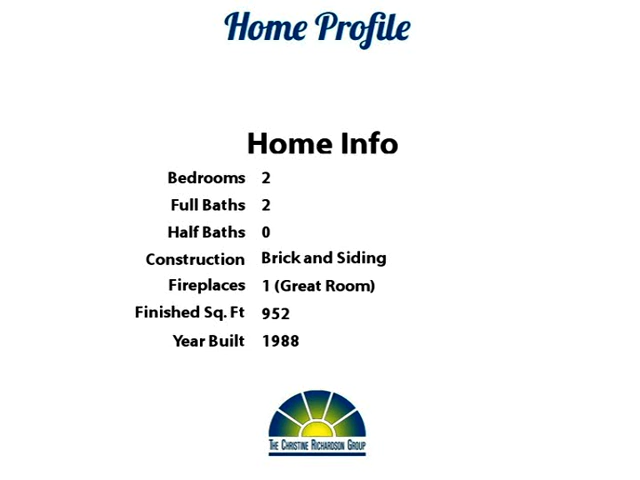 Home Profile
Home Info
Bedrooms 2
Full Baths 2
Half Baths 0
Construction Brick and Siding
Fireplaces 1 (Great Room)
Finished Sq. Ft 952
Year Built 1988
The Christine Richardson Group